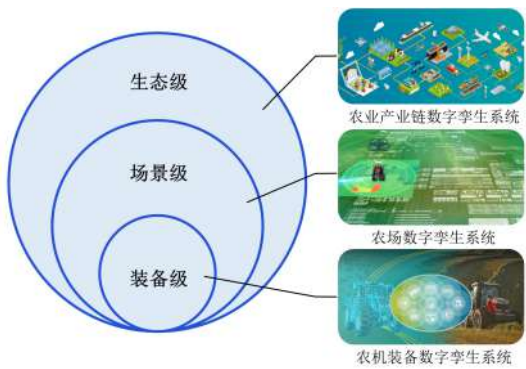 生态级
农业产业链数字孪生系统
场景级
农场数字孪生系统
装备级
农机装备数字孪生系统